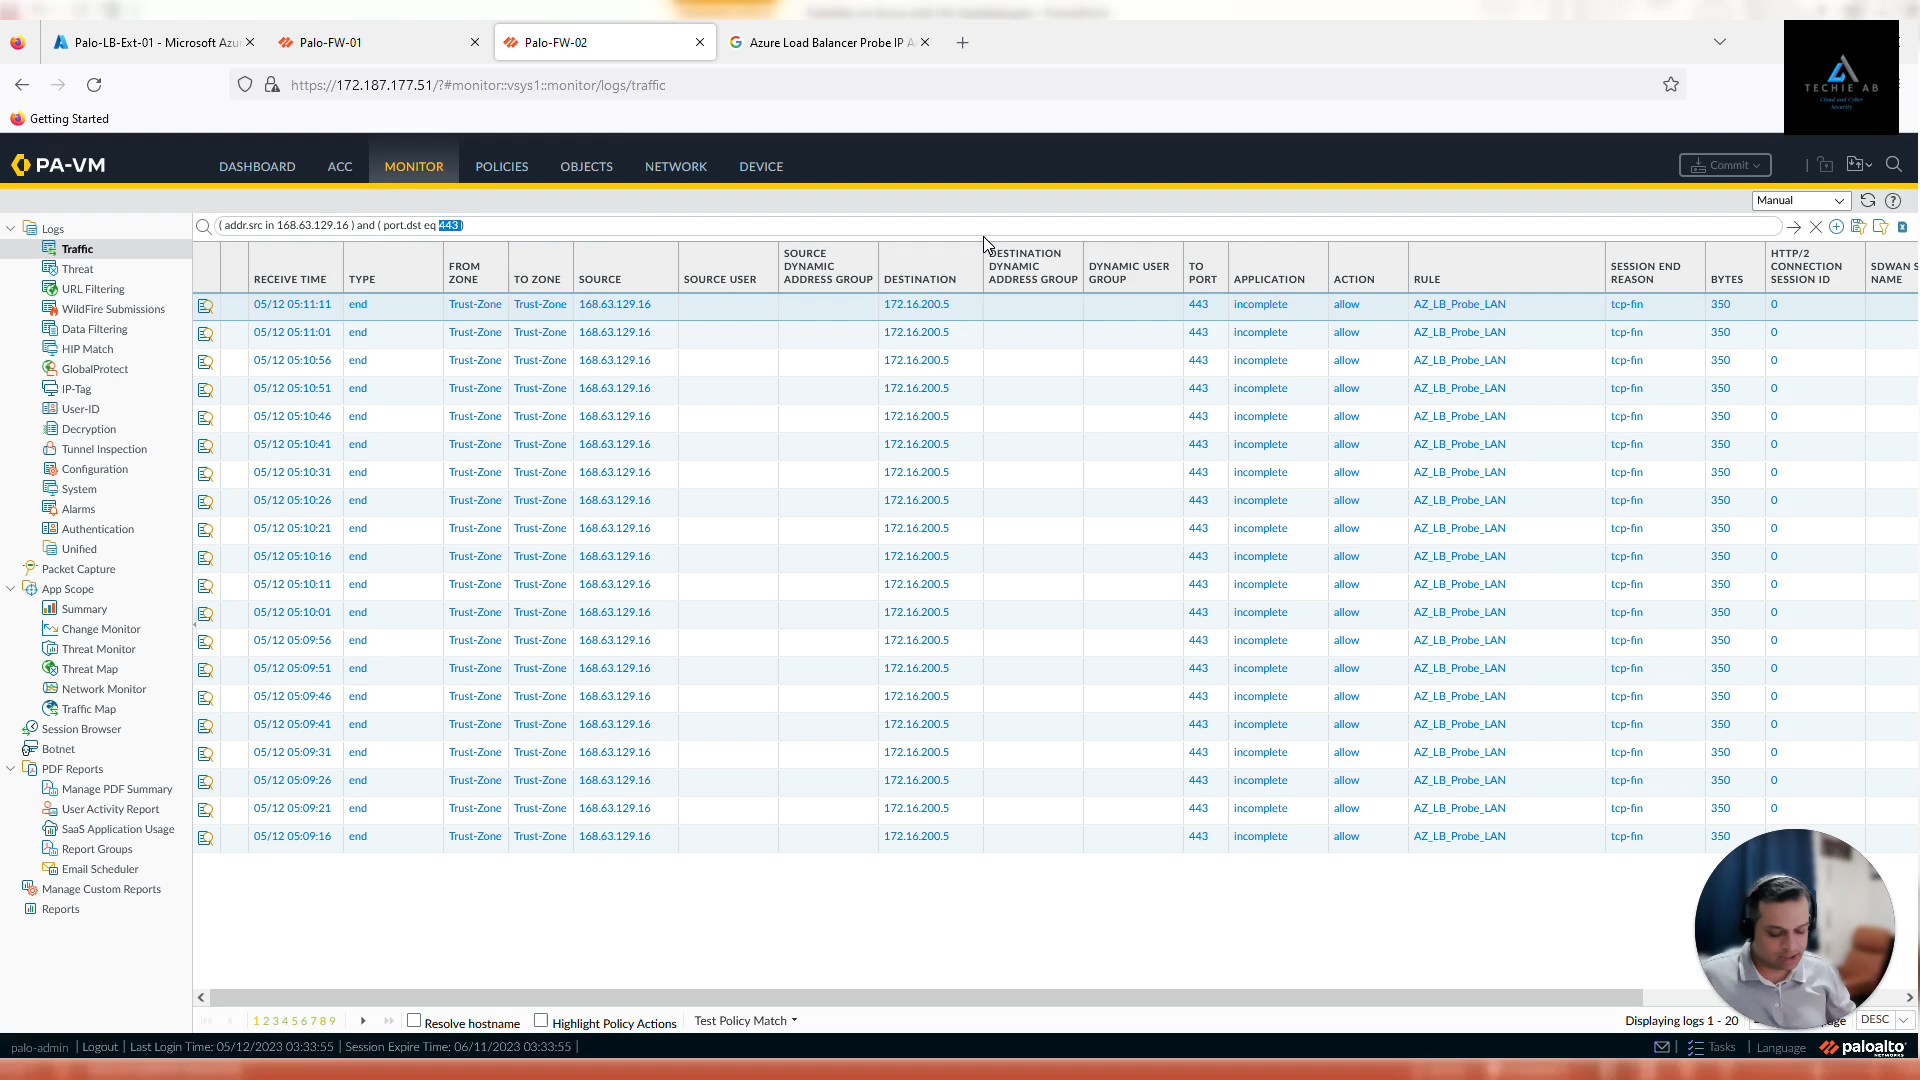 Palo-LB-Ext-01 - Microsoft Azu
Palo-FW-01
Palo-FW-02
Azure Load Balancer Probe IP A
https://172.187.177.51/?#monitor::vsys1::monitor/logs/traffic
Getting Started
TECHIE AB
Cloud and Cyber
Security
PA-VM
DASHBOARD ACC MONITOR POLICIES OBJECTS NETWORK DEVICE
Commit
Manual
( addr.src in 168.63.129.16 ) and ( port.dst eq 443 )
Logs
Traffic
Threat
URL Filtering
WildFire Submissions
Data Filtering
HIP Match
GlobalProtect
IP-Tag
User-ID
Decryption
Tunnel Inspection
Configuration
System
Alarms
Authentication
Unified
Packet Capture
App Scope
Summary
Change Monitor
Threat Monitor
Threat Map
Network Monitor
Traffic Map
Session Browser
Botnet
PDF Reports
Manage PDF Summary
User Activity Report
SaaS Application Usage
Report Groups
Email Scheduler
Manage Custom Reports
Reports
RECEIVE TIME TYPE FROM ZONE TO ZONE SOURCE SOURCE USER SOURCE DYNAMIC ADDRESS GROUP DESTINATION DESTINATION DYNAMIC ADDRESS GROUP DYNAMIC USER GROUP TO PORT APPLICATION ACTION RULE SESSION END REASON BYTES HTTP/2 CONNECTION SESSION ID SDWAN S NAME
05/12 05:11:11 end Trust-Zone Trust-Zone 168.63.129.16 172.16.200.5 443 incomplete allow AZ_LB_Probe_LAN tcp-fin 350 0
05/12 05:11:01 end Trust-Zone Trust-Zone 168.63.129.16 172.16.200.5 443 incomplete allow AZ_LB_Probe_LAN tcp-fin 350 0
05/12 05:10:56 end Trust-Zone Trust-Zone 168.63.129.16 172.16.200.5 443 incomplete allow AZ_LB_Probe_LAN tcp-fin 350 0
05/12 05:10:51 end Trust-Zone Trust-Zone 168.63.129.16 172.16.200.5 443 incomplete allow AZ_LB_Probe_LAN tcp-fin 350 0
05/12 05:10:46 end Trust-Zone Trust-Zone 168.63.129.16 172.16.200.5 443 incomplete allow AZ_LB_Probe_LAN tcp-fin 350 0
05/12 05:10:41 end Trust-Zone Trust-Zone 168.63.129.16 172.16.200.5 443 incomplete allow AZ_LB_Probe_LAN tcp-fin 350 0
05/12 05:10:31 end Trust-Zone Trust-Zone 168.63.129.16 172.16.200.5 443 incomplete allow AZ_LB_Probe_LAN tcp-fin 350 0
05/12 05:10:26 end Trust-Zone Trust-Zone 168.63.129.16 172.16.200.5 443 incomplete allow AZ_LB_Probe_LAN tcp-fin 350 0
05/12 05:10:21 end Trust-Zone Trust-Zone 168.63.129.16 172.16.200.5 443 incomplete allow AZ_LB_Probe_LAN tcp-fin 350 0
05/12 05:10:16 end Trust-Zone Trust-Zone 168.63.129.16 172.16.200.5 443 incomplete allow AZ_LB_Probe_LAN tcp-fin 350 0
05/12 05:10:11 end Trust-Zone Trust-Zone 168.63.129.16 172.16.200.5 443 incomplete allow AZ_LB_Probe_LAN tcp-fin 350 0
05/12 05:10:01 end Trust-Zone Trust-Zone 168.63.129.16 172.16.200.5 443 incomplete allow AZ_LB_Probe_LAN tcp-fin 350 0
05/12 05:09:56 end Trust-Zone Trust-Zone 168.63.129.16 172.16.200.5 443 incomplete allow AZ_LB_Probe_LAN tcp-fin 350 0
05/12 05:09:51 end Trust-Zone Trust-Zone 168.63.129.16 172.16.200.5 443 incomplete allow AZ_LB_Probe_LAN tcp-fin 350 0
05/12 05:09:46 end Trust-Zone Trust-Zone 168.63.129.16 172.16.200.5 443 incomplete allow AZ_LB_Probe_LAN tcp-fin 350 0
05/12 05:09:41 end Trust-Zone Trust-Zone 168.63.129.16 172.16.200.5 443 incomplete allow AZ_LB_Probe_LAN tcp-fin 350 0
05/12 05:09:31 end Trust-Zone Trust-Zone 168.63.129.16 172.16.200.5 443 incomplete allow AZ_LB_Probe_LAN tcp-fin 350 0
05/12 05:09:26 end Trust-Zone Trust-Zone 168.63.129.16 172.16.200.5 443 incomplete allow AZ_LB_Probe_LAN tcp-fin 350 0
05/12 05:09:21 end Trust-Zone Trust-Zone 168.63.129.16 172.16.200.5 443 incomplete allow AZ_LB_Probe_LAN tcp-fin 350 0
05/12 05:09:16 end Trust-Zone Trust-Zone 168.63.129.16 172.16.200.5 443 incomplete allow AZ_LB_Probe_LAN tcp-fin 350
1 2 3 4 5 6 7 8 9 Resolve hostname Highlight Policy Actions Test Policy Match Displaying logs 1 - 20 DESC
palo-admin | Logout | Last Login Time: 05/12/2023 03:33:55 | Session Expire Time: 06/11/2023 03:33:55 | Tasks | Language paloalto NETWORKS